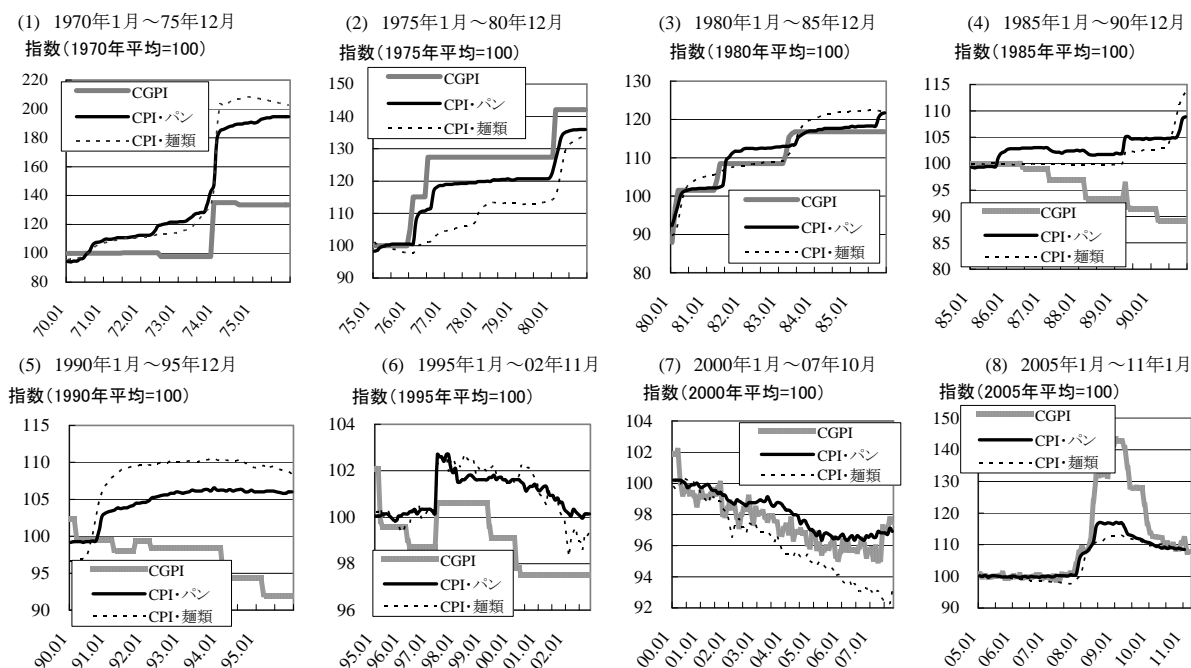 (1) 1970年1月～75年12月
指数(1970年平均=100)
220
200
180
160
140
120
100
80
CGPI
CPI・パン
CPI・麺類
70.01
71.01
72.01
73.01
74.01
75.01
(2) 1975年1月～80年12月
指数(1975年平均=100)
150
140
130
120
110
100
90
CGPI
CPI・パン
CPI・麺類
75.01
76.01
77.01
78.01
79.01
80.01
(3) 1980年1月～85年12月
指数(1980年平均=100)
130
120
110
100
90
80
CGPI
CPI・パン
CPI・麺類
80.01
81.01
82.01
83.01
84.01
85.01
(4) 1985年1月～90年12月
指数(1985年平均=100)
115
110
105
100
95
90
85
80
CGPI
CPI・パン
CPI・麺類
85.01
86.01
87.01
88.01
89.01
90.01
(5) 1990年1月～95年12月
指数(1990年平均=100)
115
110
105
100
95
90
CGPI
CPI・パン
CPI・麺類
90.01
91.01
92.01
93.01
94.01
95.01
(6) 1995年1月～02年11月
指数(1995年平均=100)
104
102
100
98
96
CGPI
CPI・パン
CPI・麺類
95.01
96.01
97.01
98.01
99.01
00.01
01.01
02.01
(7) 2000年1月～07年10月
指数(2000年平均=100)
104
102
100
98
96
94
92
CGPI
CPI・パン
CPI・麺類
00.01
01.01
02.01
03.01
04.01
05.01
06.01
07.01
(8) 2005年1月～11年1月
指数(2005年平均=100)
150
140
130
120
110
100
90
CGPI
CPI・パン
CPI・麺類
05.01
06.01
07.01
08.01
09.01
10.01
11.01